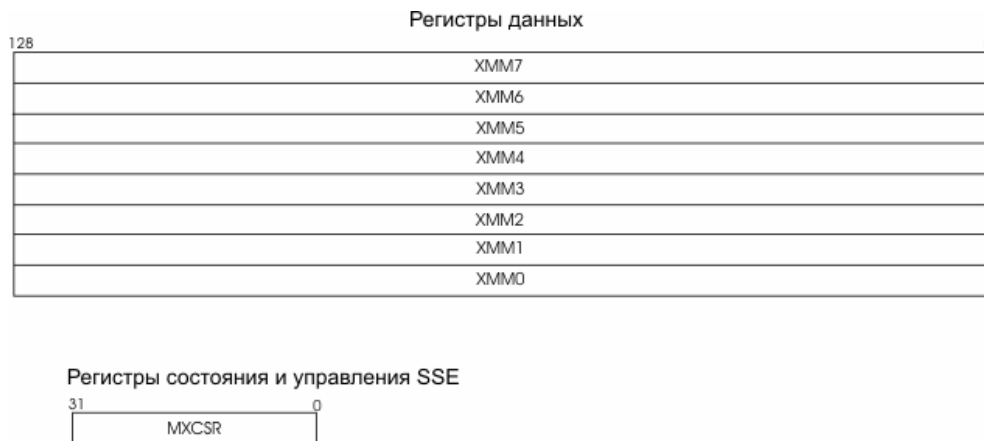 Регистры данных
128
XMM7
XMM6
XMM5
XMM4
XMM3
XMM2
XMM1
XMM0
Регистры состояния и управления SSE
31 0
MXCSR